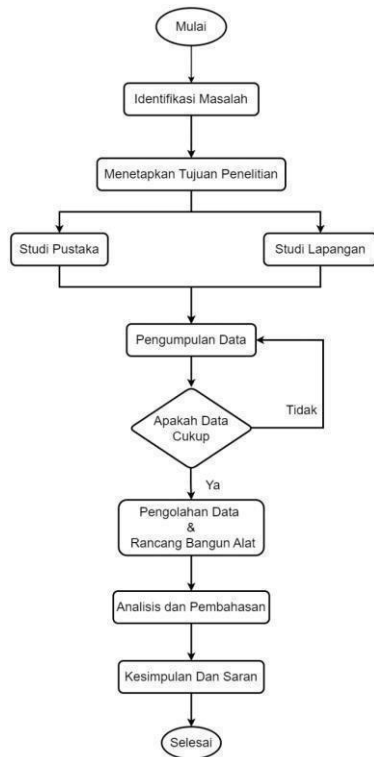 Mulai
Identifikasi Masalah
Menetapkan Tujuan Penelitian
Studi Pustaka
Studi Lapangan
Pengumpulan Data
Apakah Data
Cukup
Tidak
Ya
Pengolahan Data
&
Rancang Bangun Alat
Analisis dan Pembahasan
Kesimpulan Dan Saran
Selesai